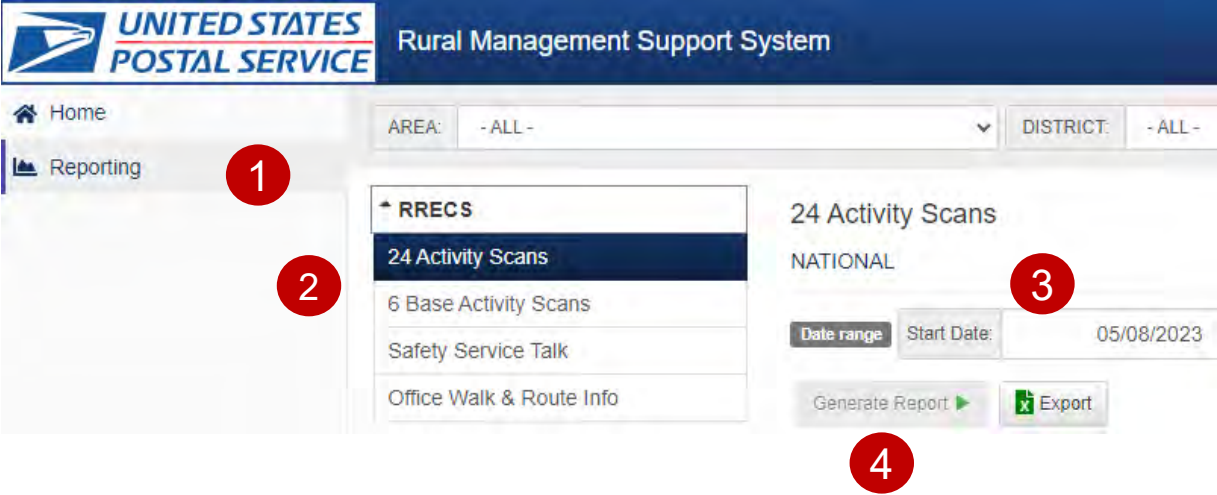 UNITED STATES
POSTAL SERVICE
Rural Management Support System
Home
AREA: - ALL - DISTRICT: - ALL -
Reporting
1
RRECS
24 Activity Scans
24 Activity Scans
NATIONAL
2
3
6 Base Activity Scans
Date range Start Date: 05/08/2023
Safety Service Talk
Office Walk & Route Info
Generate Report Export
4